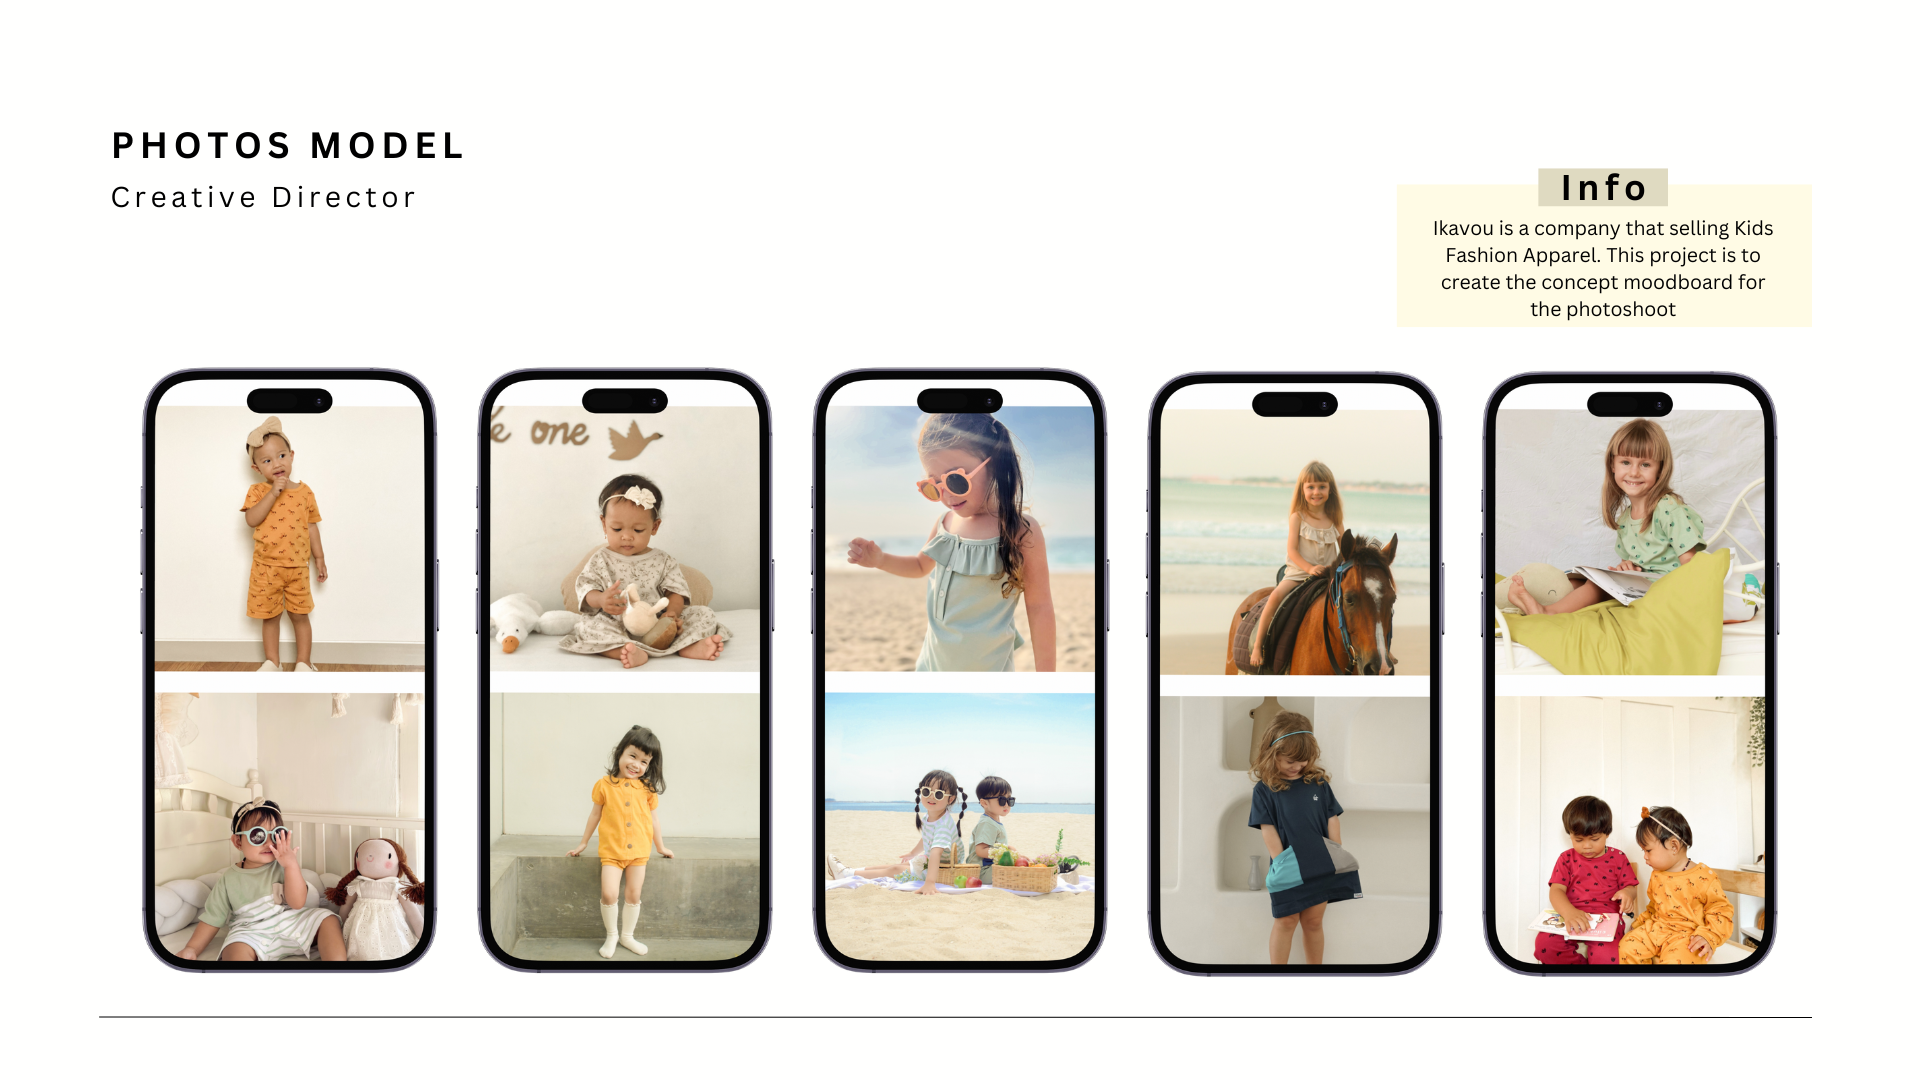 PHOTOS MODEL
Creative Director
Info
Ikavou is a company that selling Kids
Fashion Apparel. This project is to
create the concept moodboard for
the photoshoot
one